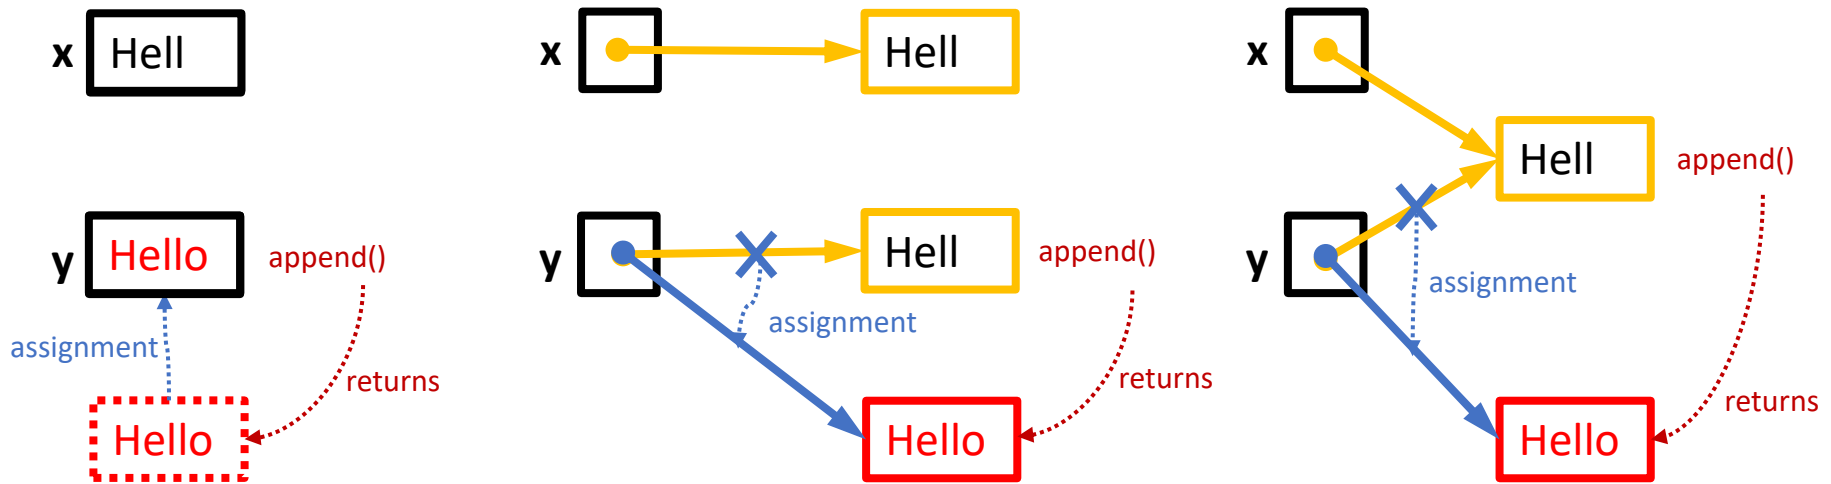 x Hell
y Hello append()
assignment
returns
Hello
x Hell
y Hell append()
assignment
returns
Hello
x
Hell append()
y
assignment
returns
Hello